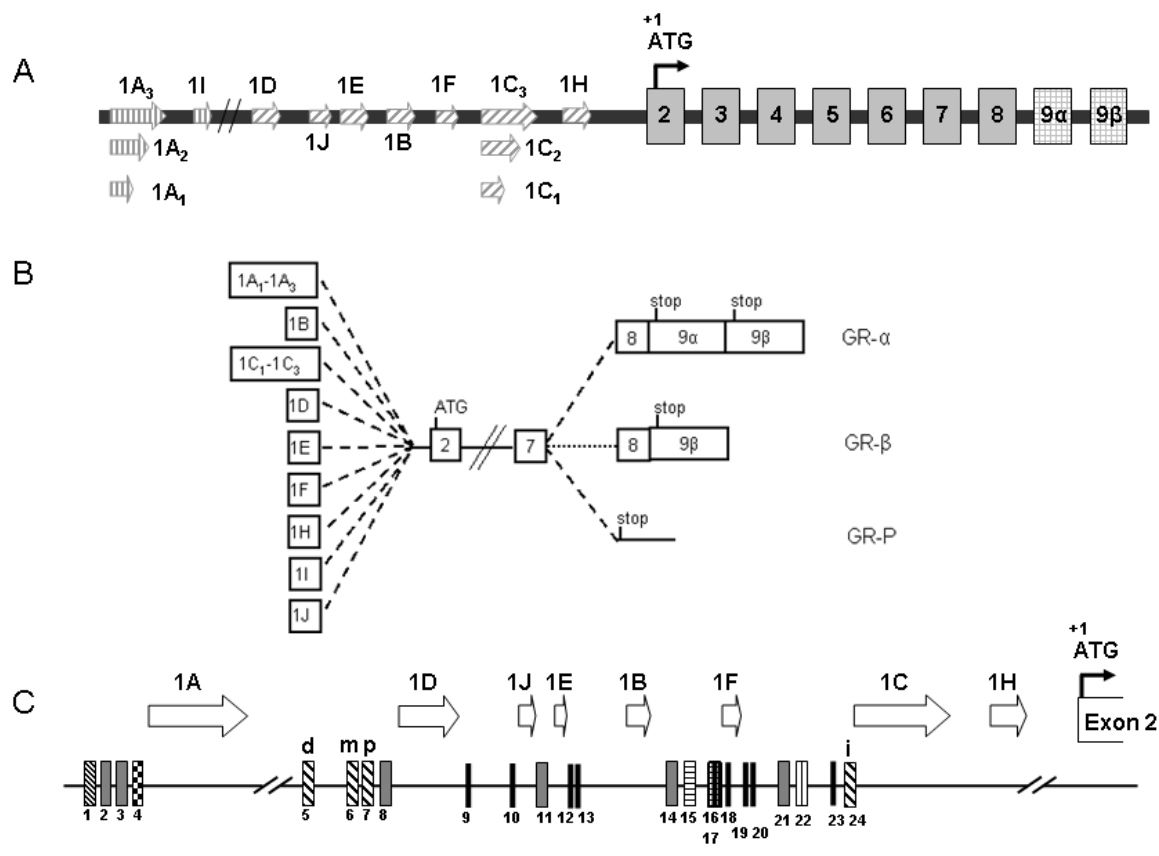 A
+1
ATG
1A₃ 1I 1D 1E 1F 1C₃ 1H
2 3 4 5 6 7 8 9α 9β
1J 1B
1A₂ 1C₂
1A₁ 1C₁
B
1A₁-1A₃
1B
1C₁-1C₃
1D
1E
1F
1H
1I
1J
ATG
2 7
stop stop
8 9α 9β GR-α
stop
8 9β GR-β
stop
GR-P
C
+1
ATG
1A 1D 1J 1E 1B 1F 1C 1H
Exon 2
d m p i
1 2 3 4 5 6 7 8 9 10 11 12 13 14 15 16 18 19 20 21 22 23 24
17